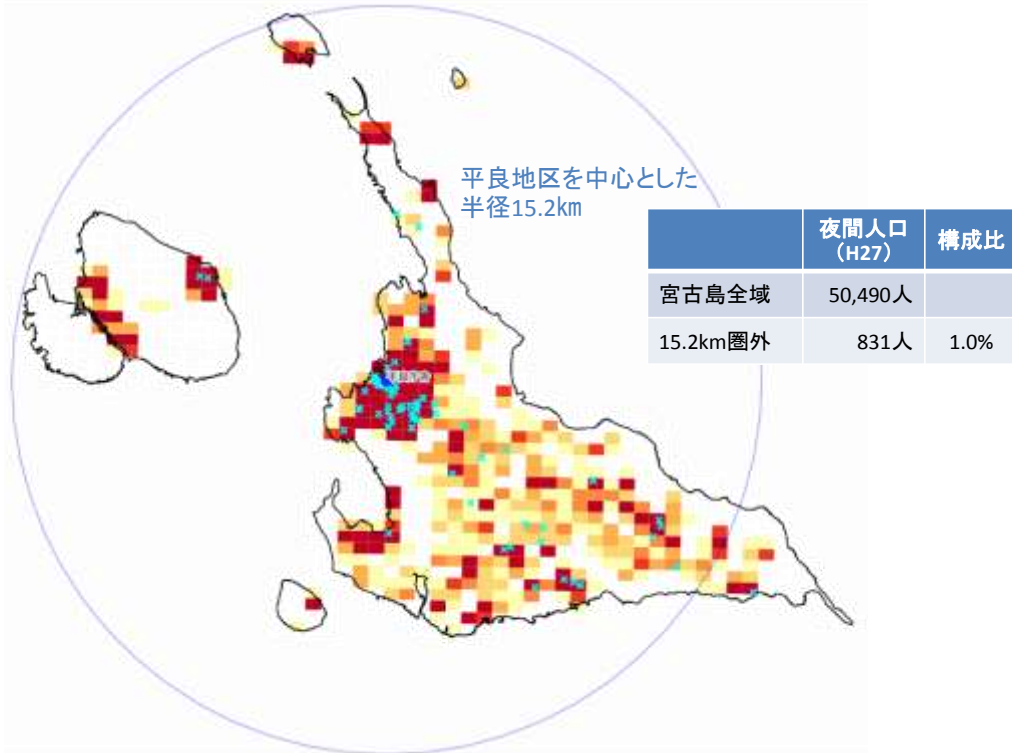 平良地区を中心とした
半径15.2km
夜間人口
(H27)
構成比
宮古島全域 50,490人
15.2km圏外 831人 1.0%